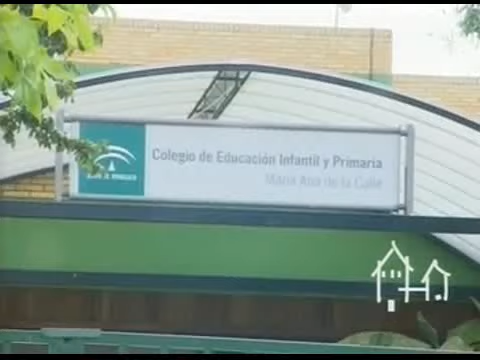 Colegio de Educación Infantil y Primaria
María Ana de la Calle